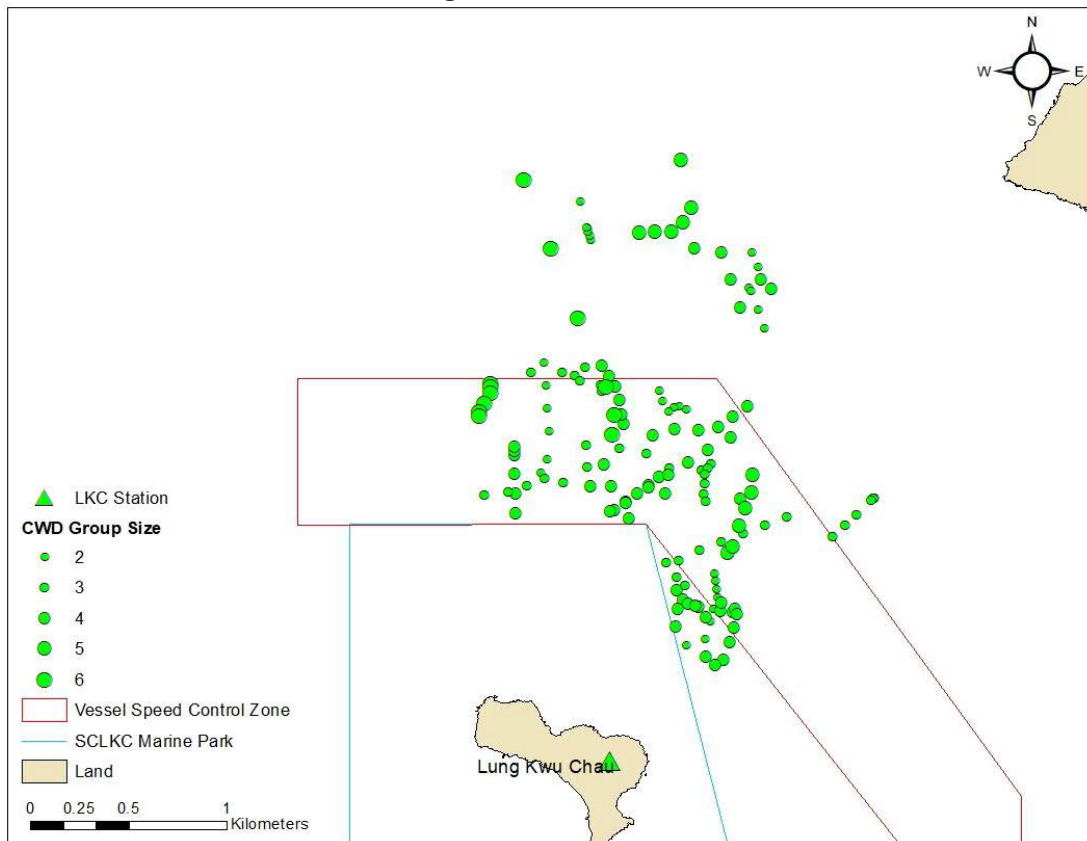 N
W E
S
LKC Station
CWD Group Size
2
3
4
5
6
Vessel Speed Control Zone
SCLKC Marine Park
Land
Lung Kwu Chau
0 0.25 0.5 1
Kilometers